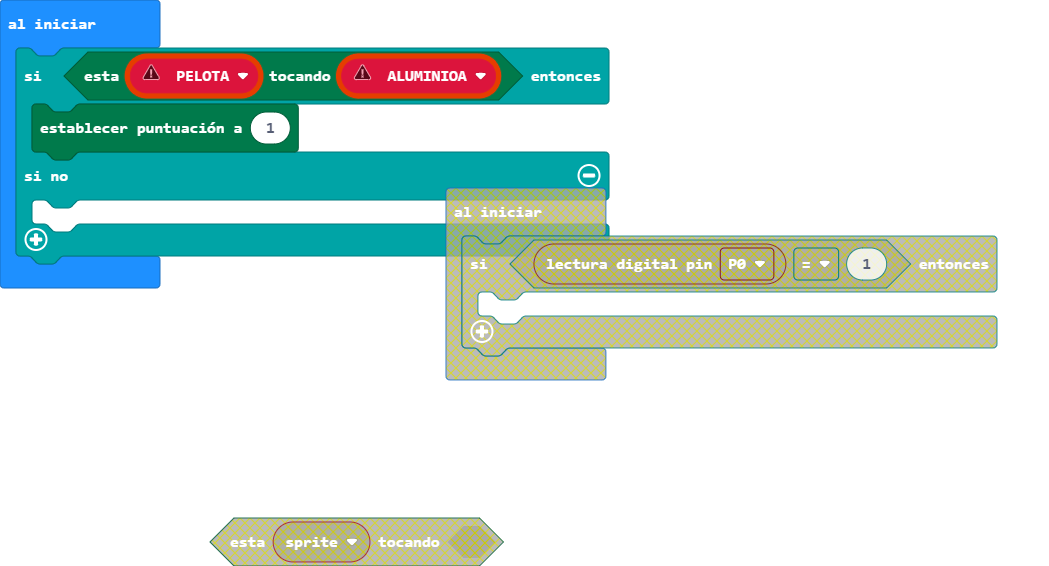 al iniciar
si esta PELOTA tocando ALUMINIOA entonces
establecer puntuación a 1
si no
al iniciar
si lectura digital pin P0 = 1 entonces
esta sprite tocando